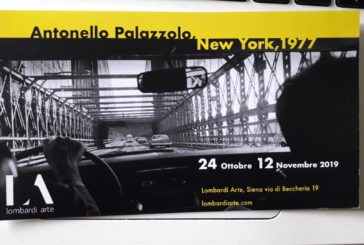 Antonello Palazzolo,
New York, 1977
24 Ottobre 12 Novembre 2019
Lombardi Arte, Siena via di Beccheria 19
lombardiarte.com
LA
lombardi arte